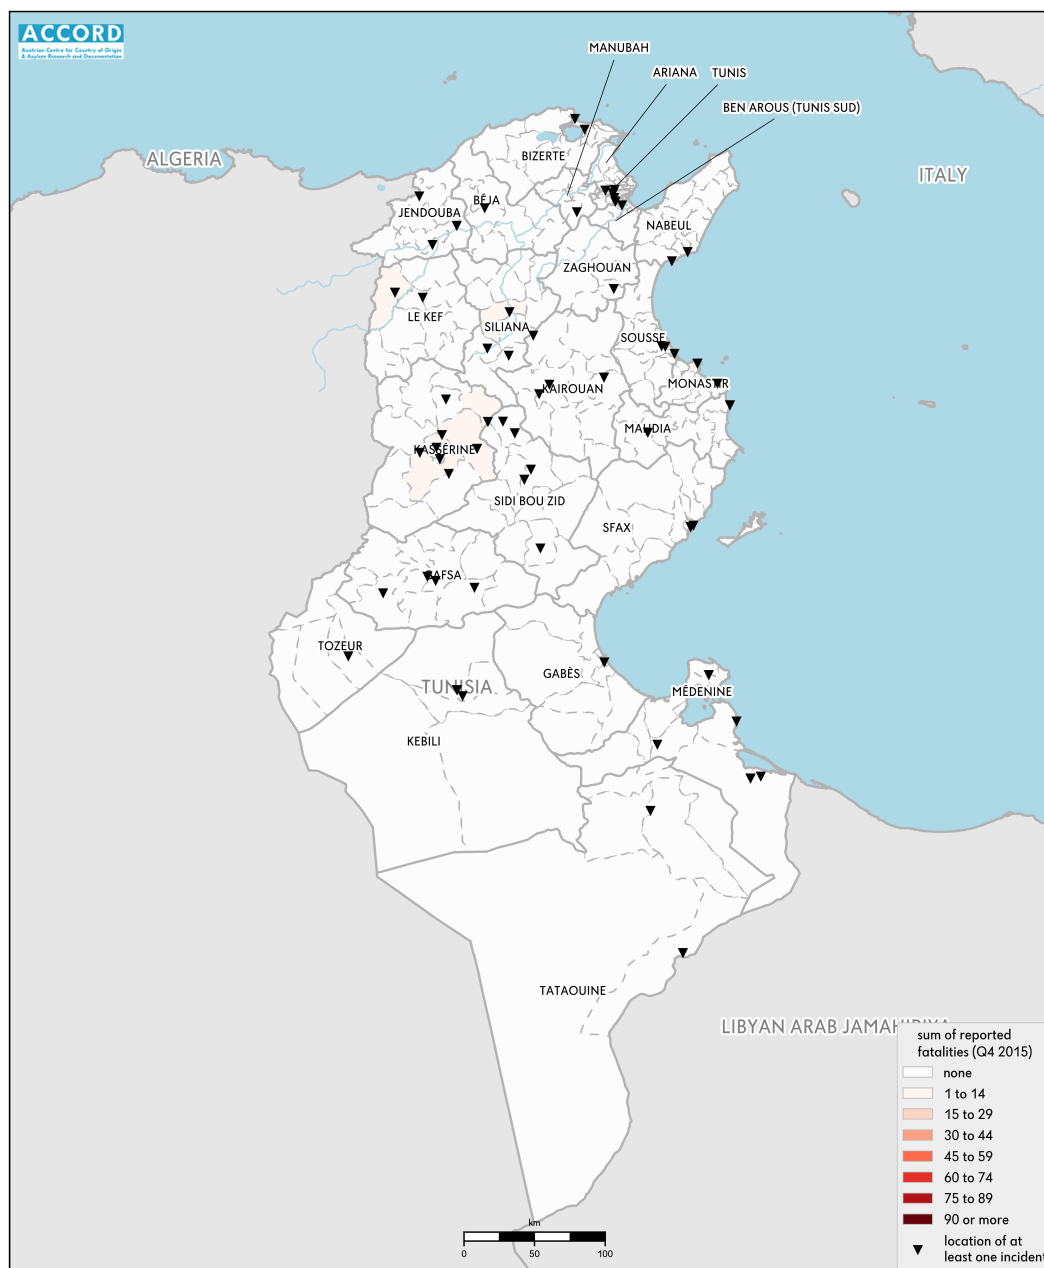 ACCORD
Austrian Centre for Country of Origin
& Asylum Research and Documentation
MANUBAH
ARIANA
TUNIS
BEN AROUS (TUNIS SUD)
ALGERIA
BIZERTE
ITALY
BÉJA
JENDOUBA
NABEUL
ZAGHOUAN
LE KEF
SILIANA
SOUSSE
KAIROUAN
MONASTIR
MAHDIA
KASSÉRINE
SIDI BOU ZID
SFAX
GAFSA
TOZEUR
GABÈS
TUNISIA
MÉDENINE
KEBILI
TATAOUINE
LIBYAN ARAB JAMAHIRIYA
sum of reported
fatalities (Q4 2015)
none
1 to 14
15 to 29
30 to 44
45 to 59
60 to 74
75 to 89
90 or more
location of at
least one incident
km
0 50 100